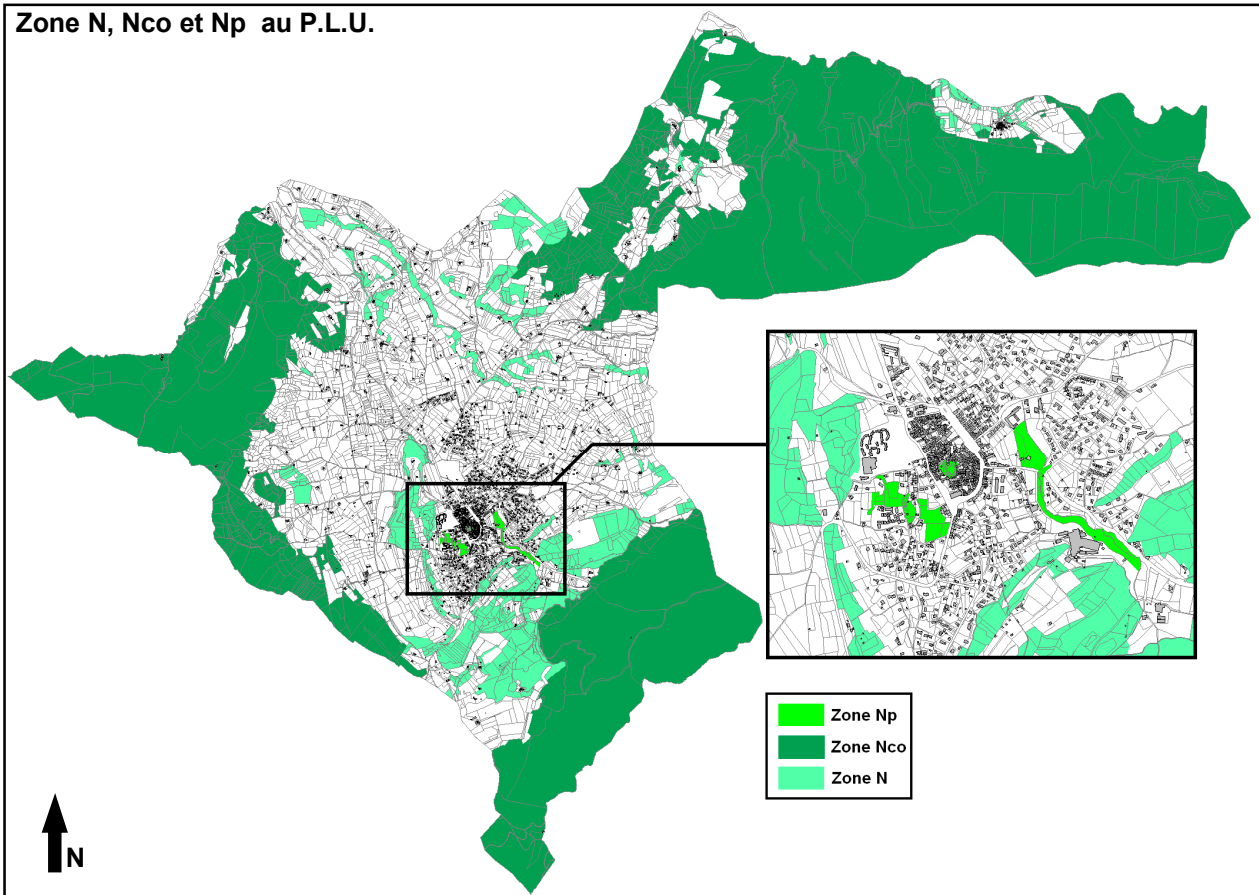 Zone N, Nco et Np au P.L.U.
Zone Np
Zone Nco
Zone N
N